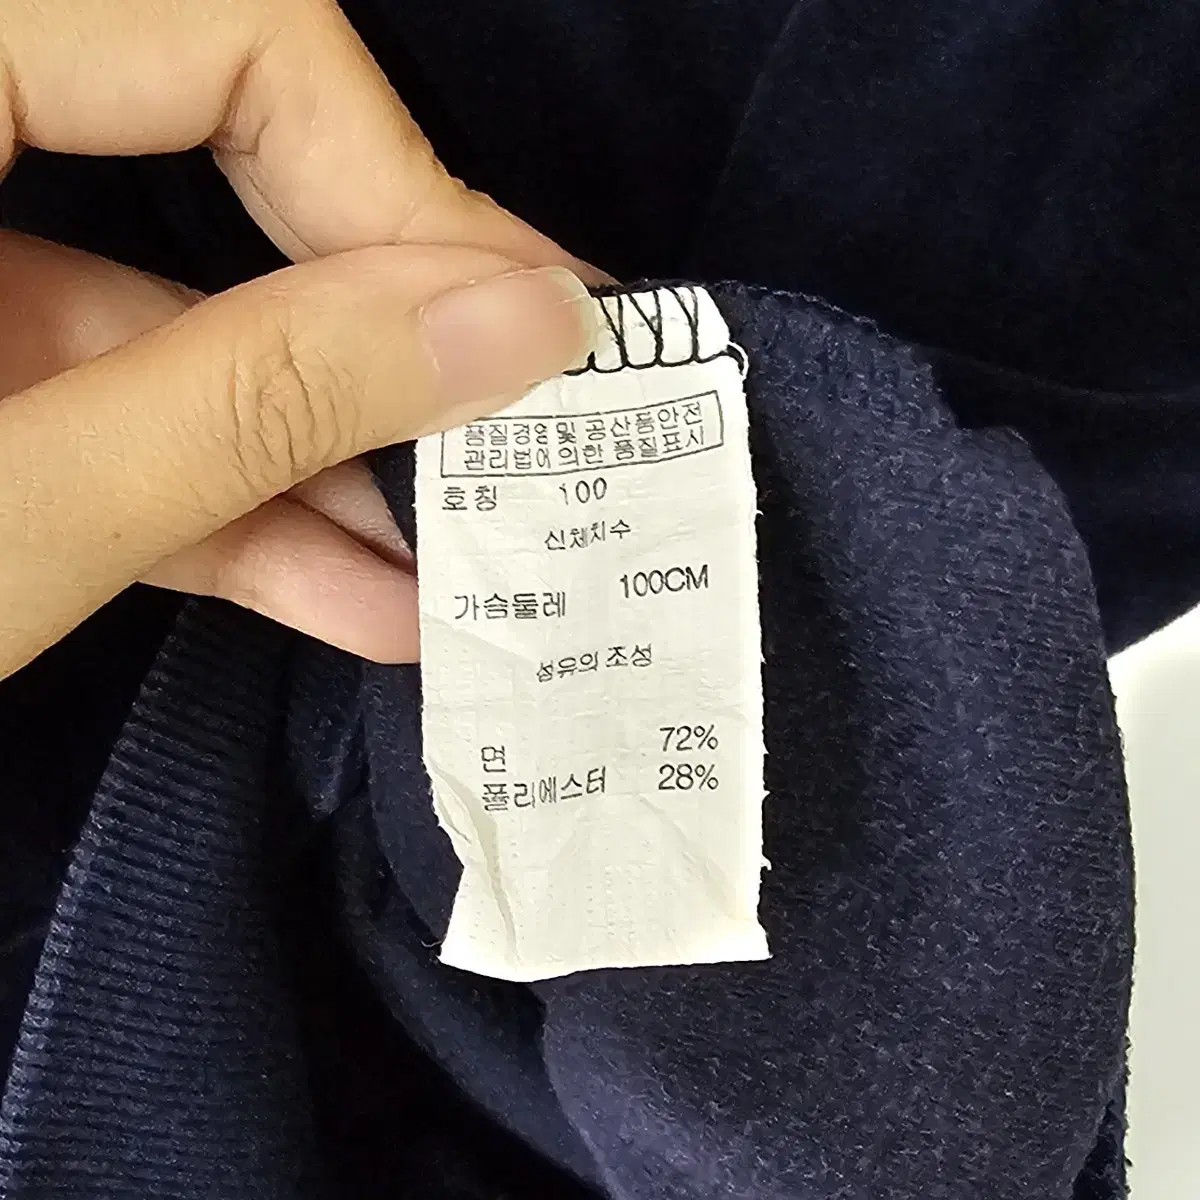 품질경영 및 공산품안전
관리법에 의한 품질표시
호칭 100
신체치수
가슴둘레 100CM
섬유의 조성
면 72%
폴리에스터 28%